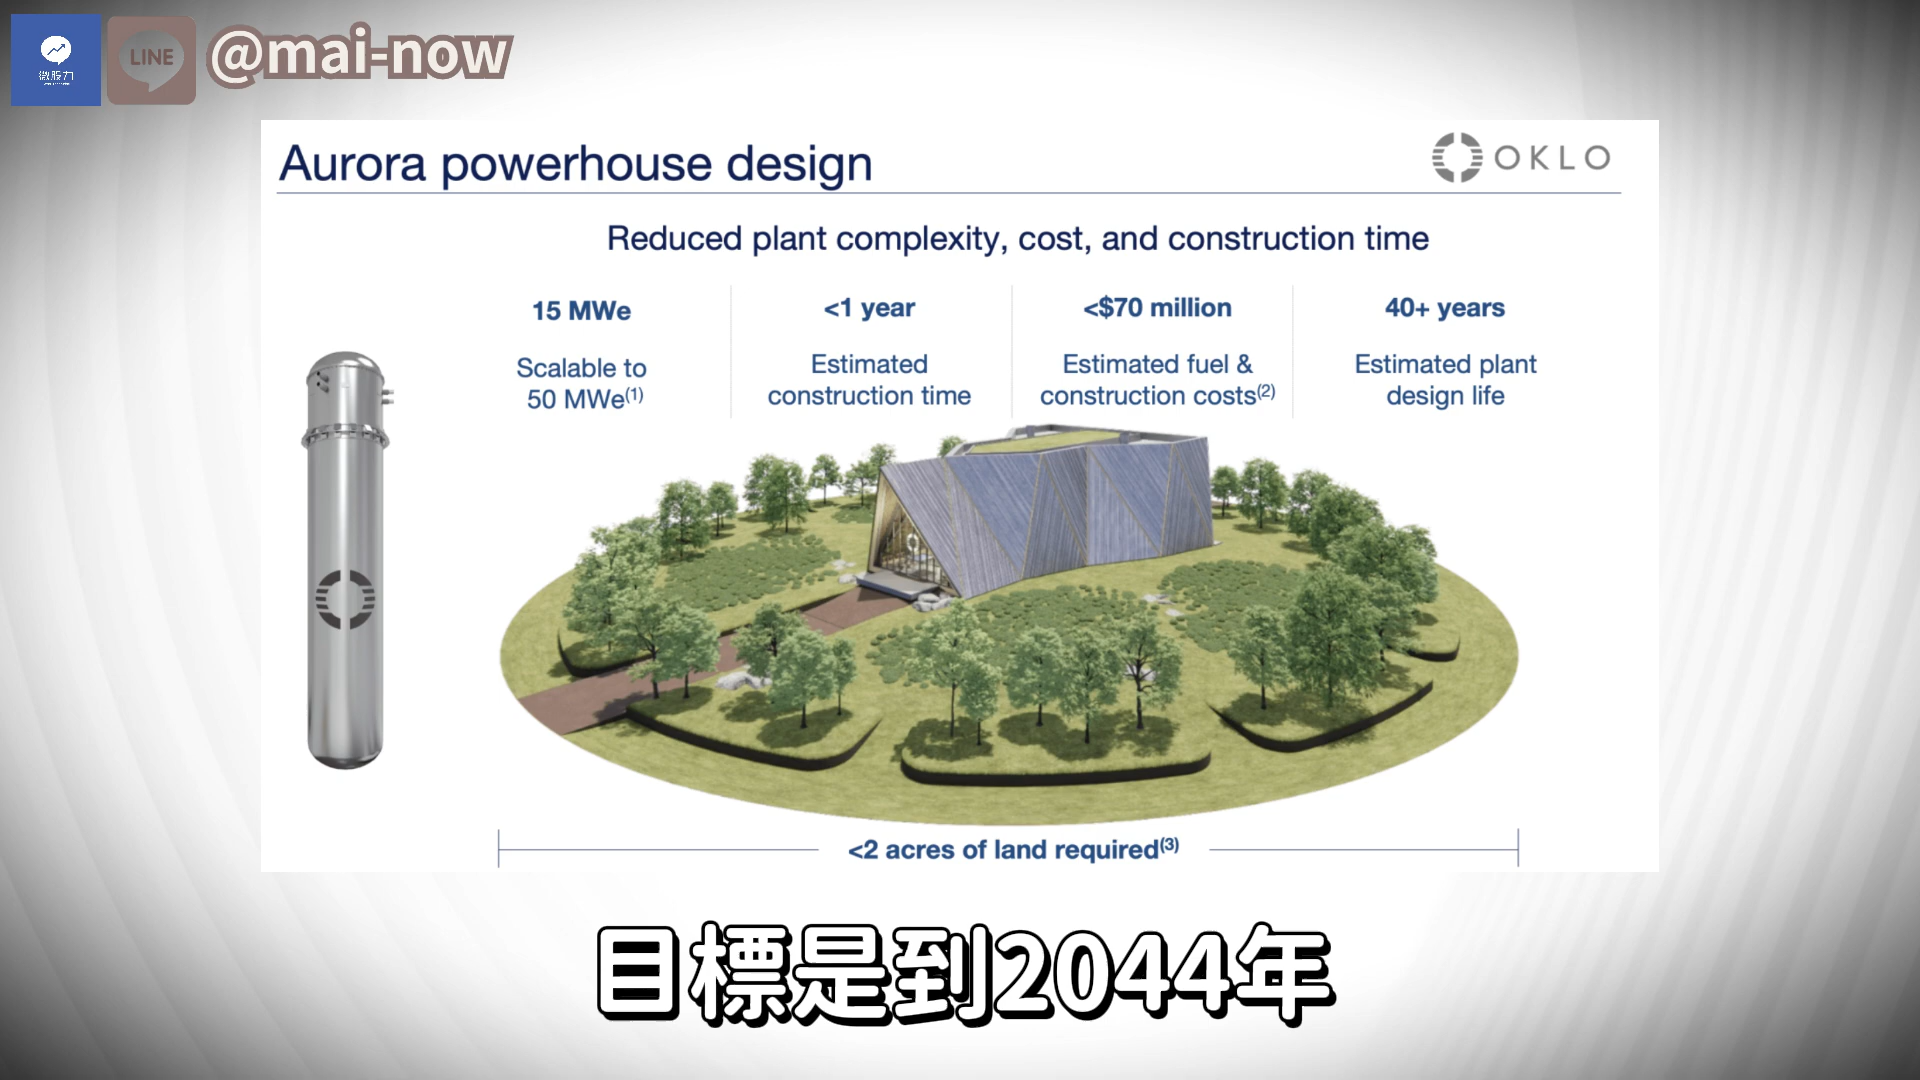 微股力
LINE
@mai-now
Aurora powerhouse design
OKLO
Reduced plant complexity, cost, and construction time
15 MWe
Scalable to
50 MWe(1)
<1 year
Estimated
construction time
<$70 million
Estimated fuel &
construction costs(2)
40+ years
Estimated plant
design life
<2 acres of land required(3)
目標是到2044年